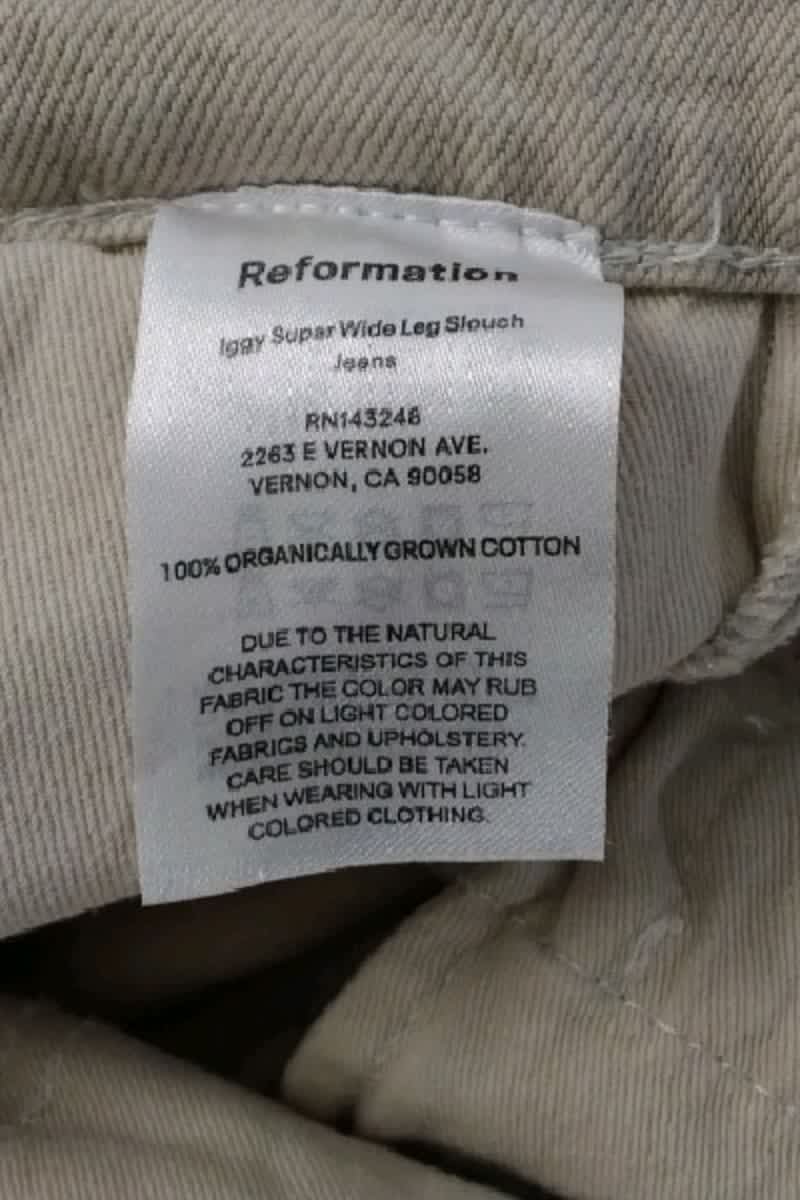 Reformation
Iggy Super Wide Leg Slouch
Jeans
RN143246
2263 E VERNON AVE.
VERNON, CA 90058
100% ORGANICALLY GROWN COTTON
DUE TO THE NATURAL
CHARACTERISTICS OF THIS
FABRIC THE COLOR MAY RUB
OFF ON LIGHT COLORED
FABRICS AND UPHOLSTERY.
CARE SHOULD BE TAKEN
WHEN WEARING WITH LIGHT
COLORED CLOTHING.